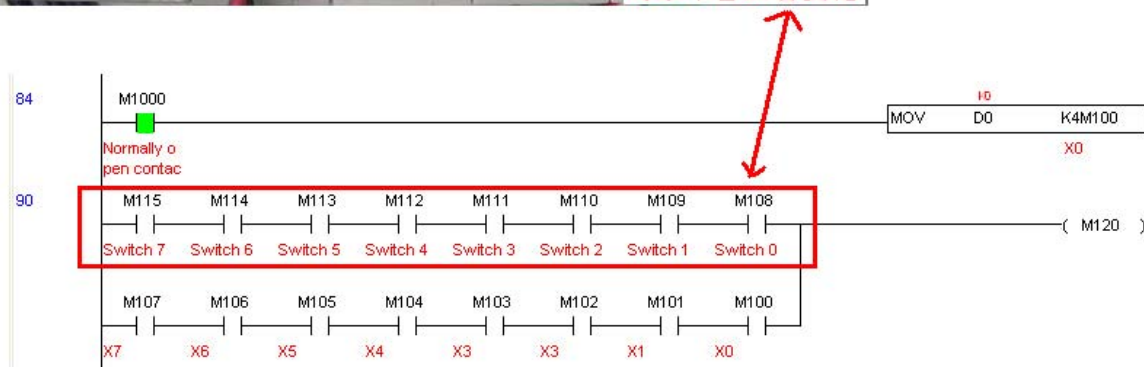 84
M1000
I/0
MOV D0 K4M100
Normally o
pen contac
X0
90
M115 M114 M113 M112 M111 M110 M109 M108
( M120 )
Switch 7 Switch 6 Switch 5 Switch 4 Switch 3 Switch 2 Switch 1 Switch 0
M107 M106 M105 M104 M103 M102 M101 M100
X7 X6 X5 X4 X3 X3 X1 X0